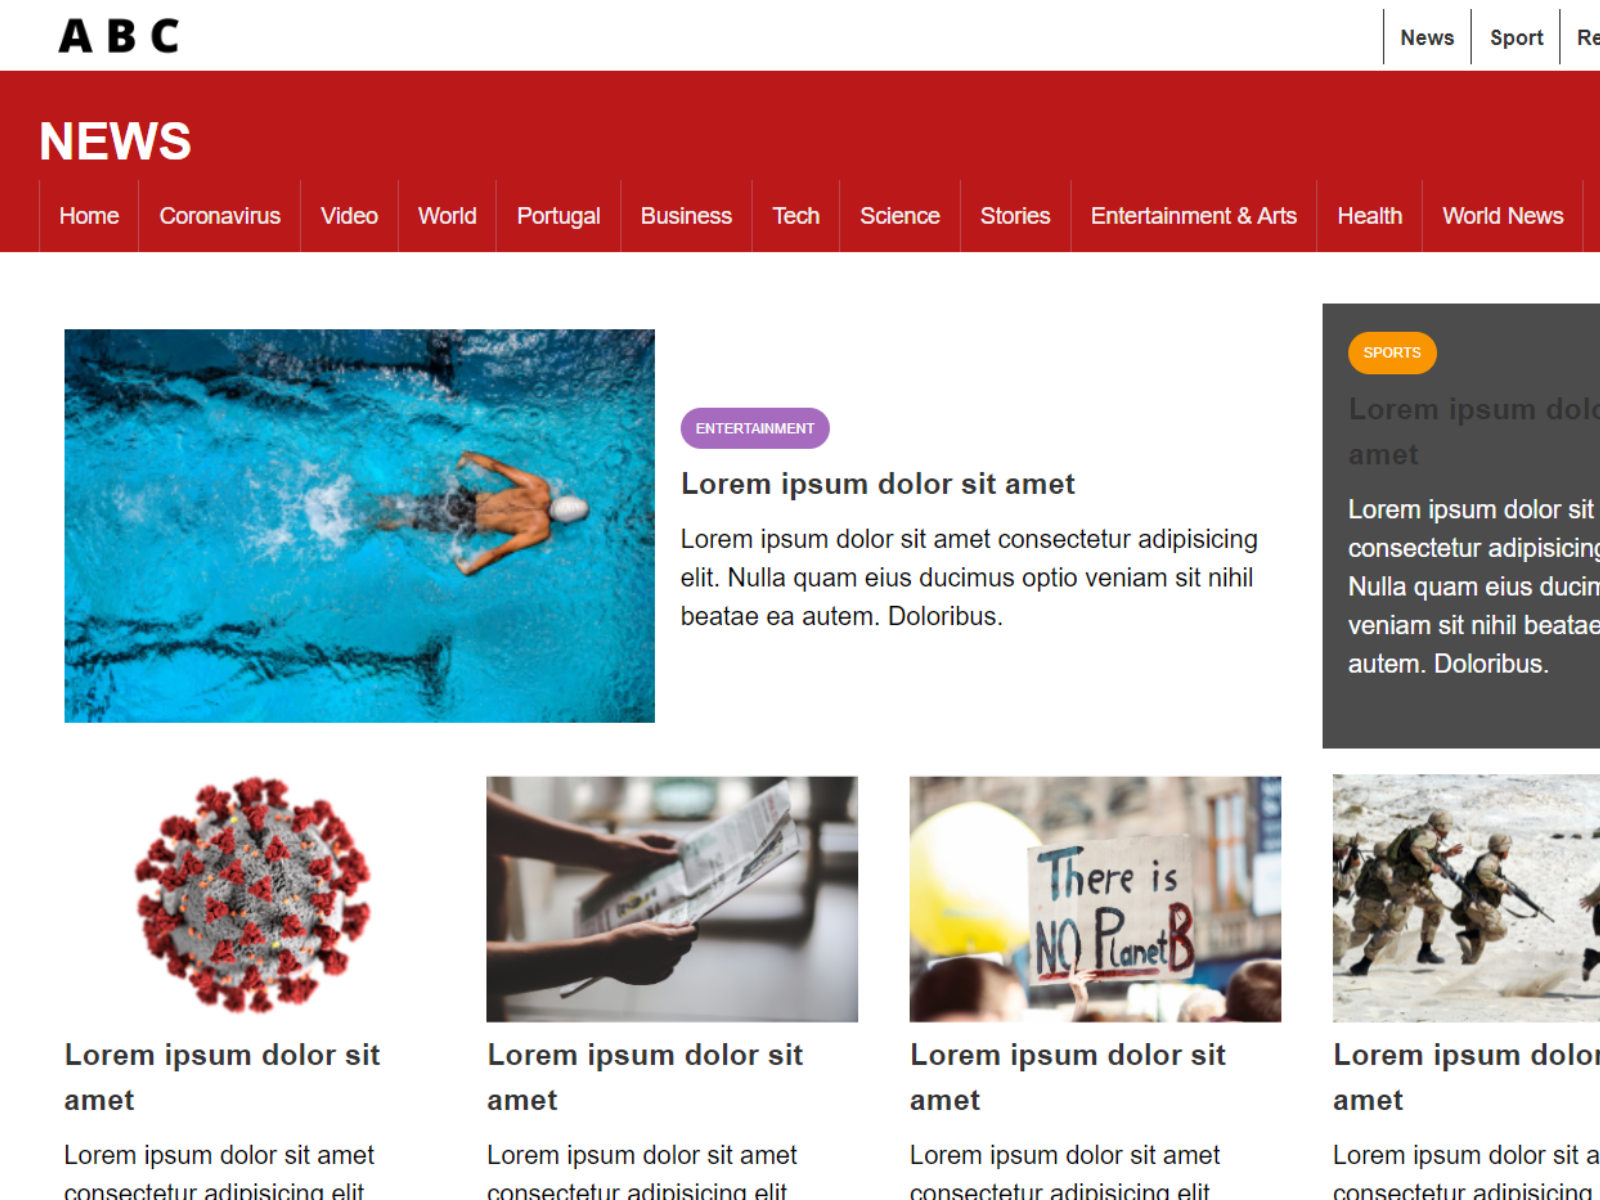 A B C
News
Sport
Re
NEWS
Home
Coronavirus
Video
World
Portugal
Business
Tech
Science
Stories
Entertainment & Arts
Health
World News
ENTERTAINMENT
Lorem ipsum dolor sit amet
Lorem ipsum dolor sit amet consectetur adipisicing
elit. Nulla quam eius ducimus optio veniam sit nihil
beatae ea autem. Doloribus.
SPORTS
Lorem ipsum dolo
amet
Lorem ipsum dolor sit
consectetur adipisicing
Nulla quam eius ducim
veniam sit nihil beatae
autem. Doloribus.
There is
NO Planet B
Lorem ipsum dolor sit
amet
Lorem ipsum dolor sit amet
consectetur adipisicing elit
Lorem ipsum dolor sit
amet
Lorem ipsum dolor sit amet
consectetur adipisicing elit
Lorem ipsum dolor sit
amet
Lorem ipsum dolor sit amet
consectetur adipisicing elit
Lorem ipsum dolor
amet
Lorem ipsum dolor sit a
consectetur adipisicing